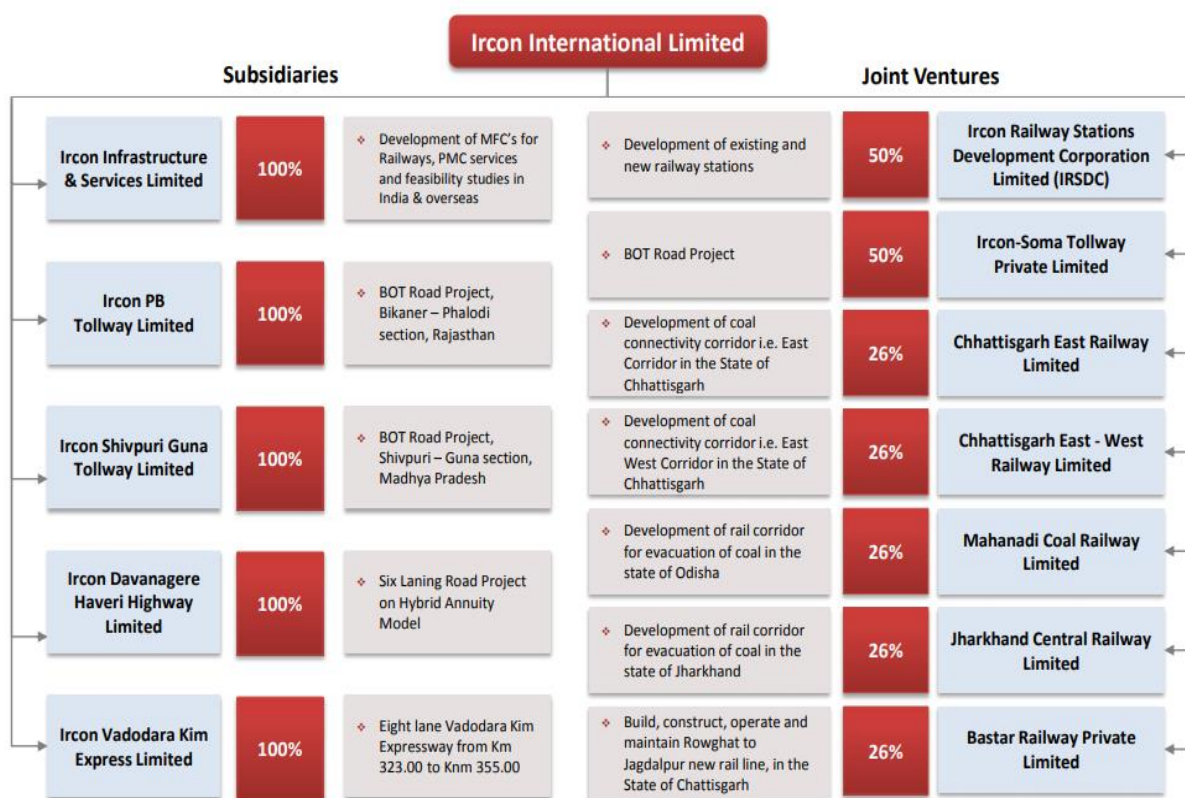 Ircon International Limited
Subsidiaries
Ircon Infrastructure
& Services Limited
100%
❖ Development of MFC's for
Railways, PMC services
and feasibility studies in
India & overseas
Ircon PB
Tollway Limited
100%
❖ BOT Road Project,
Bikaner – Phalodi
section, Rajasthan
Ircon Shivpuri Guna
Tollway Limited
100%
❖ BOT Road Project,
Shivpuri – Guna section,
Madhya Pradesh
Ircon Davanagere
Haveri Highway
Limited
100%
❖ Six Laning Road Project
on Hybrid Annuity
Model
Ircon Vadodara Kim
Express Limited
100%
❖ Eight lane Vadodara Kim
Expressway from Km
323.00 to Knm 355.00
Joint Ventures
❖ Development of existing and
new railway stations
50%
Ircon Railway Stations
Development Corporation
Limited (IRSDC)
❖ BOT Road Project
50%
Ircon-Soma Tollway
Private Limited
❖ Development of coal
connectivity corridor i.e. East
Corridor in the State of
Chhattisgarh
26%
Chhattisgarh East Railway
Limited
❖ Development of coal
connectivity corridor i.e. East
West Corridor in the State of
Chhattisgarh
26%
Chhattisgarh East - West
Railway Limited
❖ Development of rail corridor
for evacuation of coal in the
state of Odisha
26%
Mahanadi Coal Railway
Limited
❖ Development of rail corridor
for evacuation of coal in the
state of Jharkhand
26%
Jharkhand Central Railway
Limited
❖ Build, construct, operate and
maintain Rowghat to
Jagdalpur new rail line, in the
State of Chattisgarh
26%
Bastar Railway Private
Limited